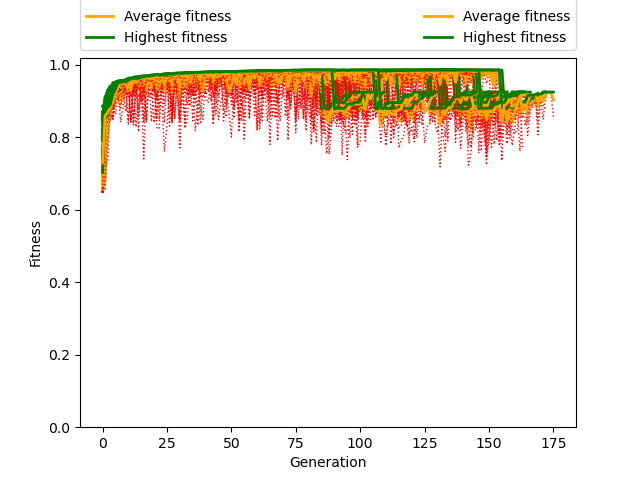 Average fitness Average fitness
Highest fitness Highest fitness
1.0
0.8
0.6
0.4
0.2
0.0
Fitness
0 25 50 75 100 125 150 175
Generation